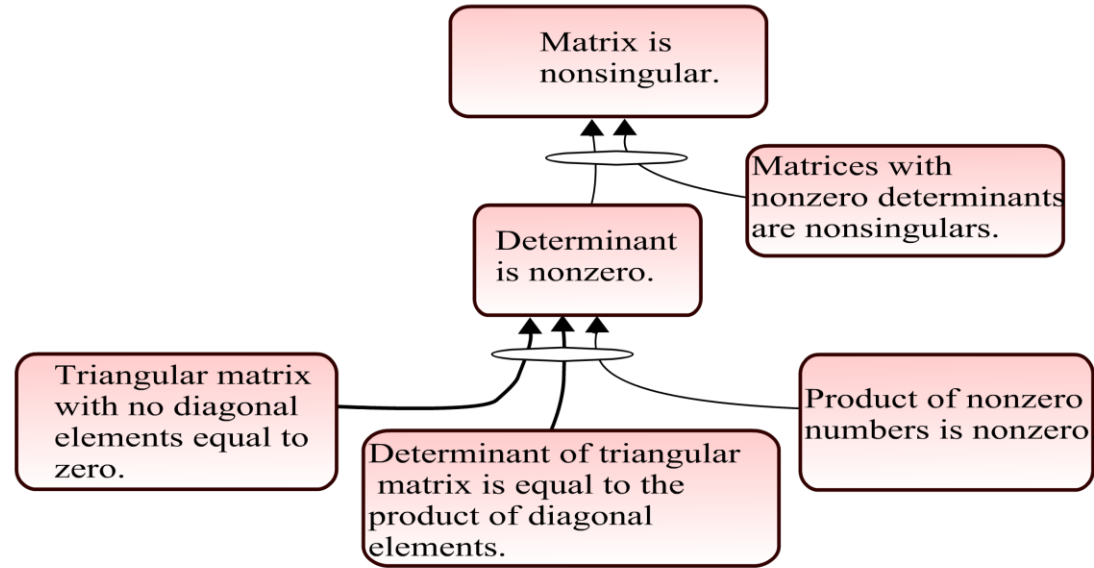 Matrix is
nonsingular.
Matrices with
nonzero determinants
are nonsingulars.
Determinant
is nonzero.
Triangular matrix
with no diagonal
elements equal to
zero.
Determinant of triangular
matrix is equal to the
product of diagonal
elements.
Product of nonzero
numbers is nonzero